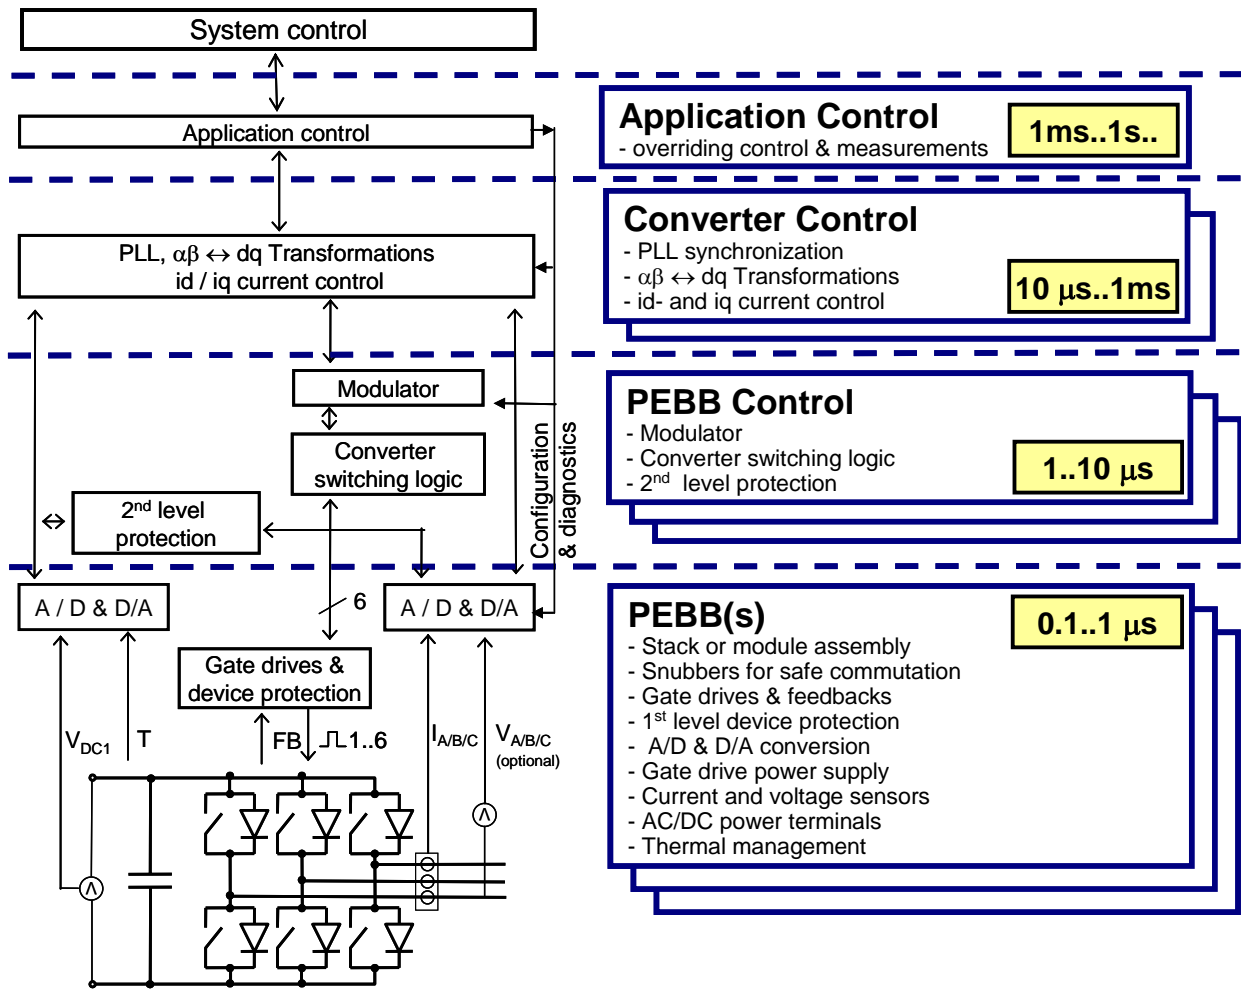 System control
Application control
PLL, αβ ↔ dq Transformations
id / iq current control
Modulator
Converter
switching logic
2nd level
protection
Configuration
& diagnostics
A / D & D/A
6
A / D & D/A
Gate drives &
device protection
VDC1
T
FB
1..6
IA/B/C
VA/B/C
(optional)
V
V
Application Control
- overriding control & measurements
1ms..1s..
Converter Control
- PLL synchronization
- αβ ↔ dq Transformations
- id- and iq current control
10 μs..1ms
PEBB Control
- Modulator
- Converter switching logic
- 2nd level protection
1..10 μs
PEBB(s)
- Stack or module assembly
- Snubbers for safe commutation
- Gate drives & feedbacks
- 1st level device protection
- A/D & D/A conversion
- Gate drive power supply
- Current and voltage sensors
- AC/DC power terminals
- Thermal management
0.1..1 μs